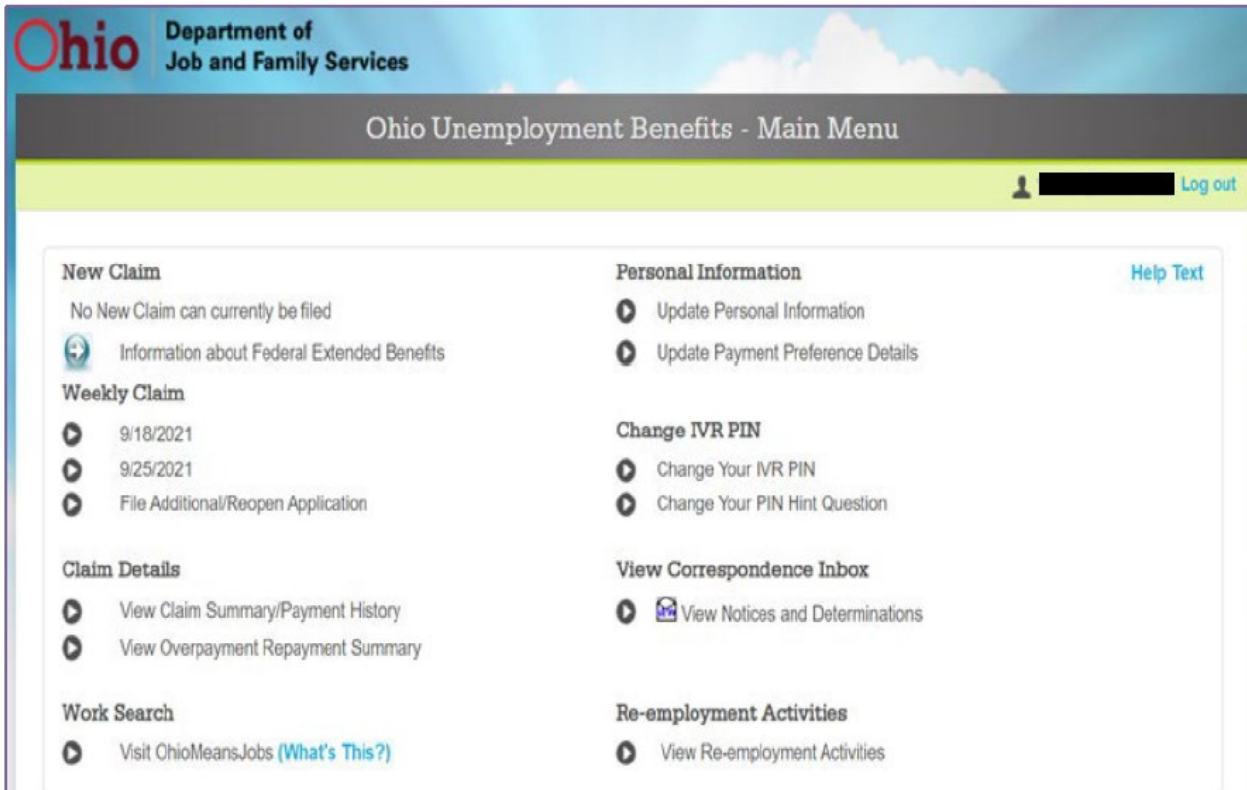 Ohio Department of
Job and Family Services
Ohio Unemployment Benefits - Main Menu
Log out
New Claim
No New Claim can currently be filed
Information about Federal Extended Benefits
Weekly Claim
9/18/2021
9/25/2021
File Additional/Reopen Application
Claim Details
View Claim Summary/Payment History
View Overpayment Repayment Summary
Work Search
Visit OhioMeansJobs (What's This?)
Personal Information
Help Text
Update Personal Information
Update Payment Preference Details
Change IVR PIN
Change Your IVR PIN
Change Your PIN Hint Question
View Correspondence Inbox
View Notices and Determinations
Re-employment Activities
View Re-employment Activities